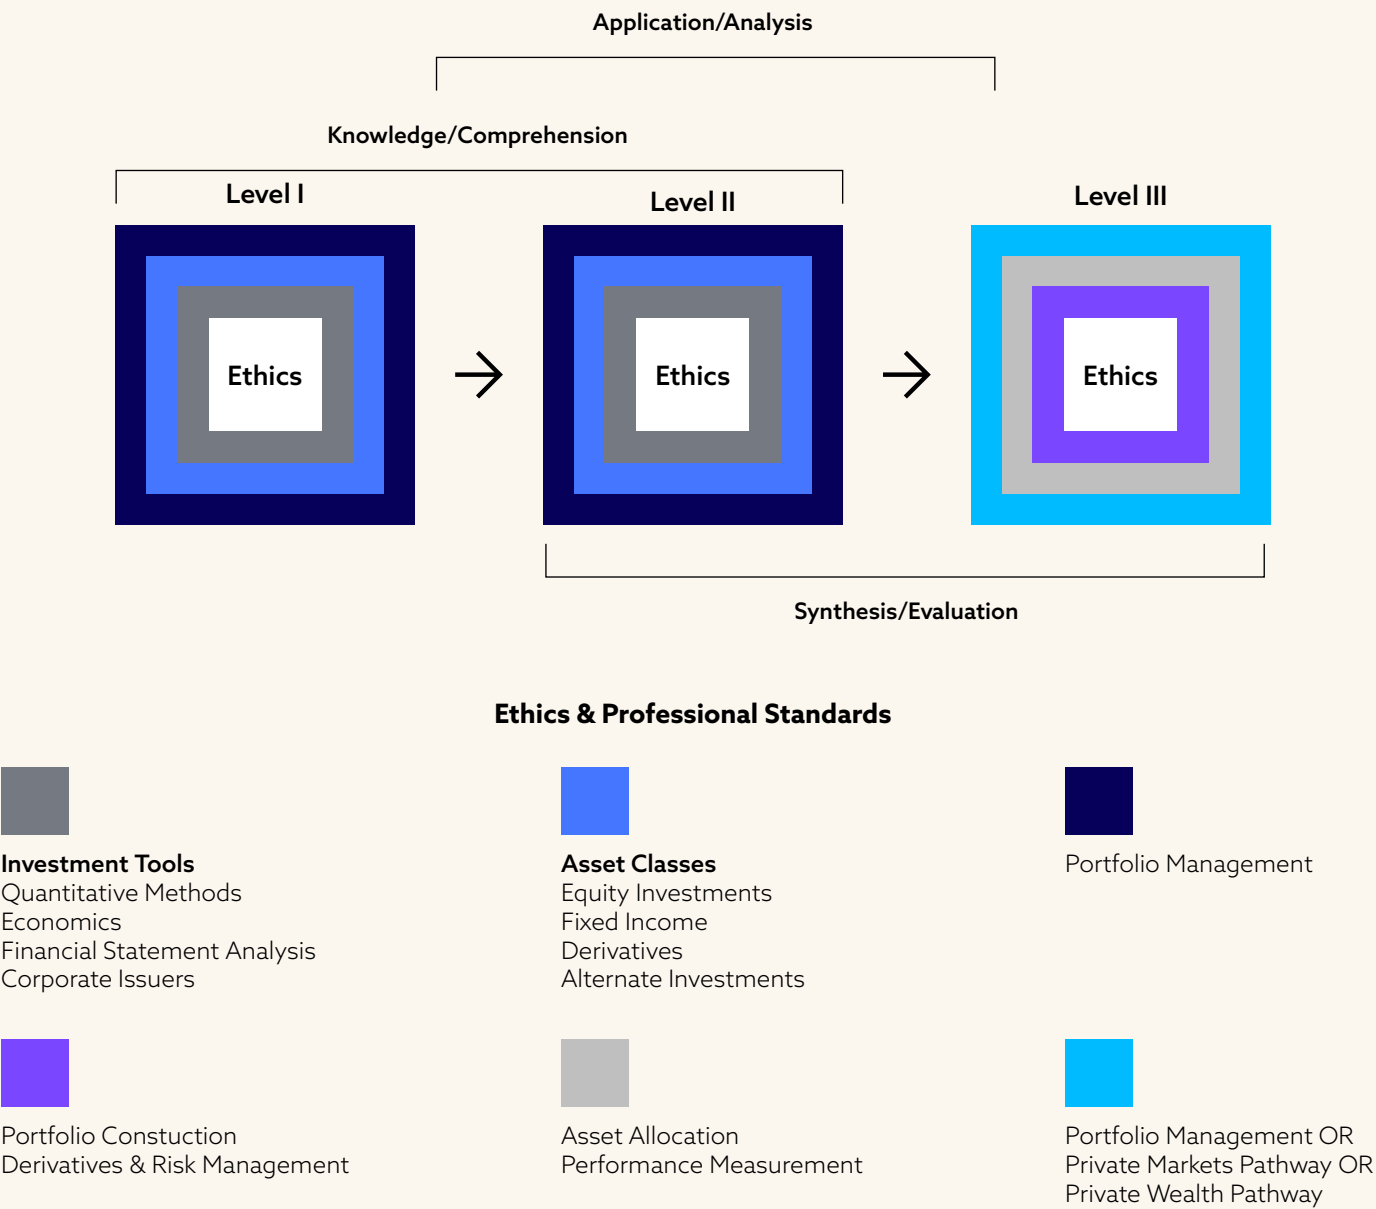 Application/Analysis
Knowledge/Comprehension
Level I
Level II
Level III
Ethics
Ethics
Ethics
Synthesis/Evaluation
Ethics & Professional Standards
Investment Tools
Quantitative Methods
Economics
Financial Statement Analysis
Corporate Issuers
Asset Classes
Equity Investments
Fixed Income
Derivatives
Alternate Investments
Portfolio Management
Portfolio Constuction
Derivatives & Risk Management
Asset Allocation
Performance Measurement
Portfolio Management OR
Private Markets Pathway OR
Private Wealth Pathway